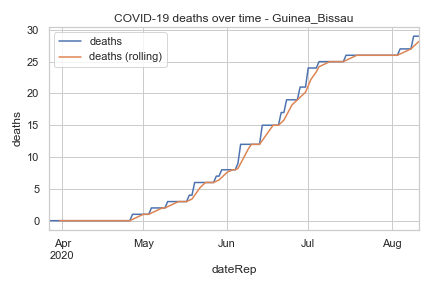 COVID-19 deaths over time - Guinea_Bissau
deaths
deaths (rolling)
30
25
20
15
10
5
0
deaths
Apr
2020
May
Jun
Jul
Aug
dateRep